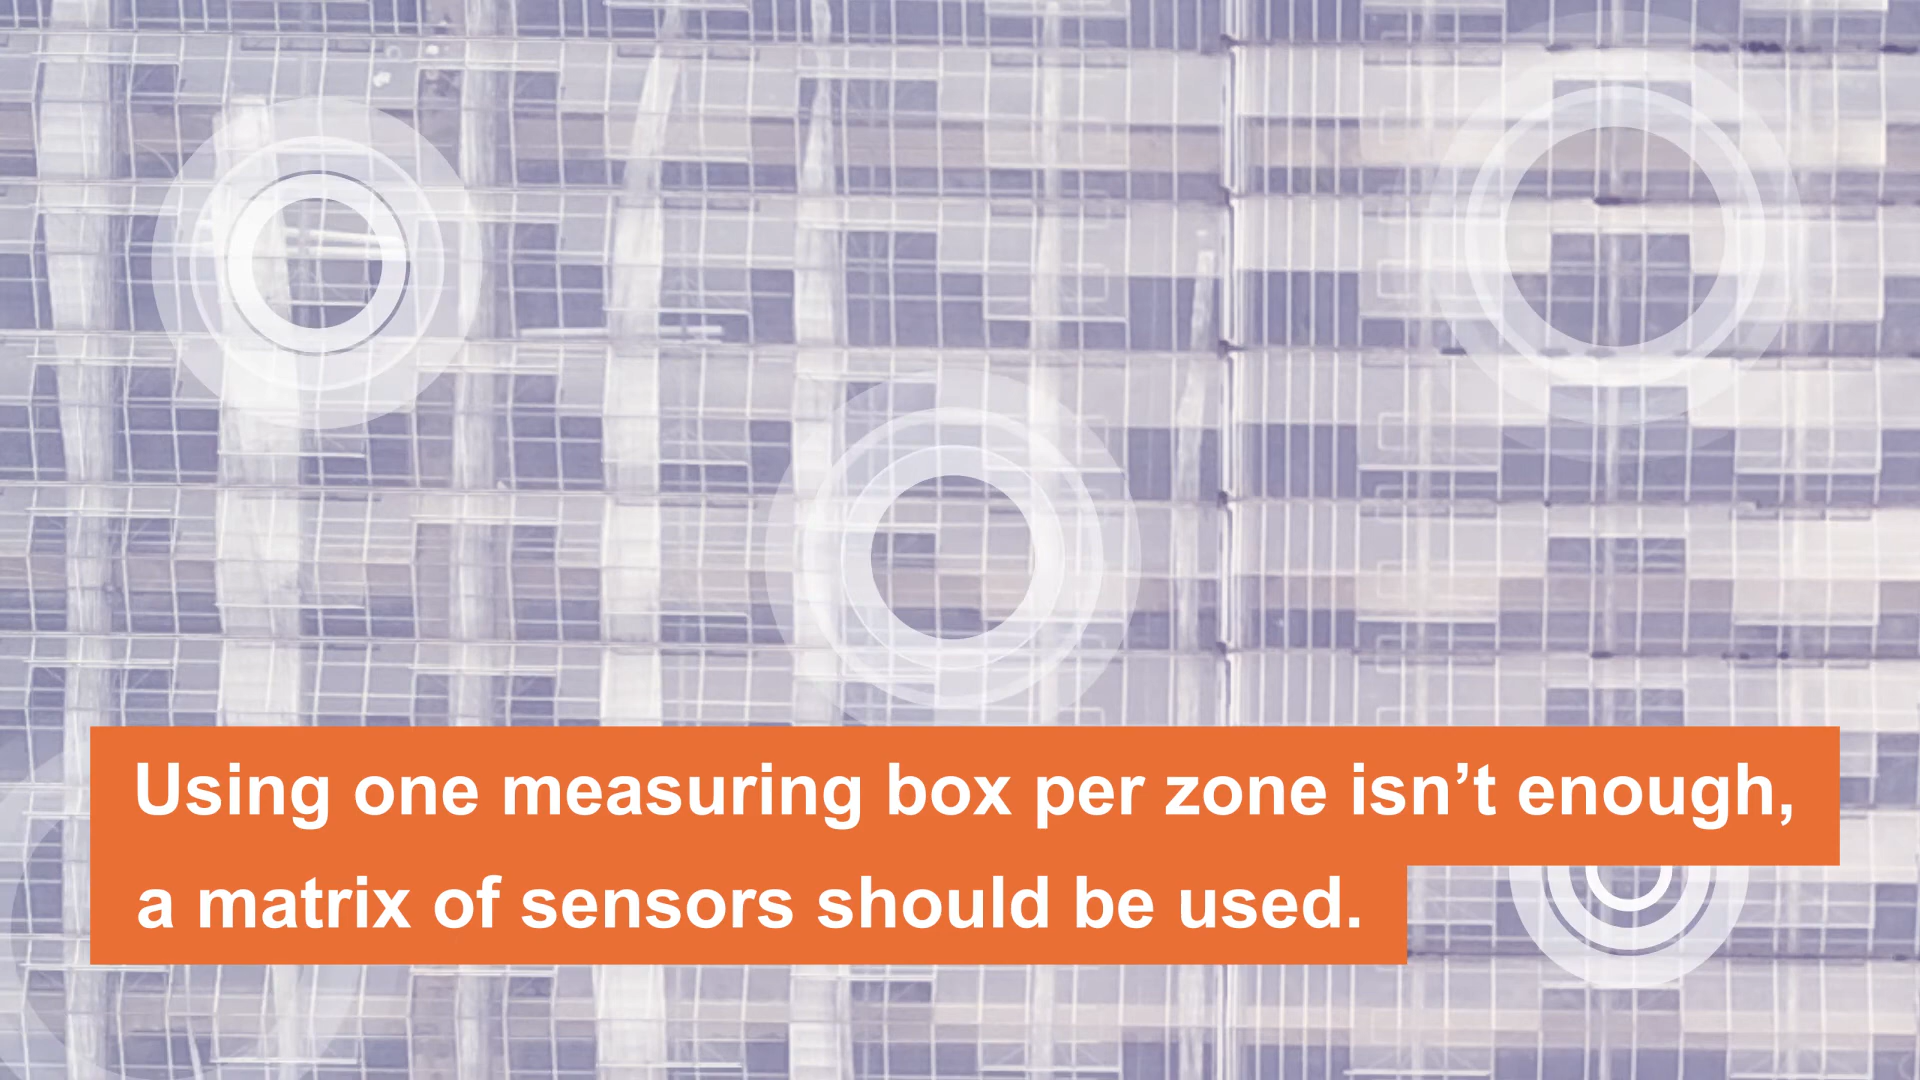 Using one measuring box per zone isn’t enough,
a matrix of sensors should be used.